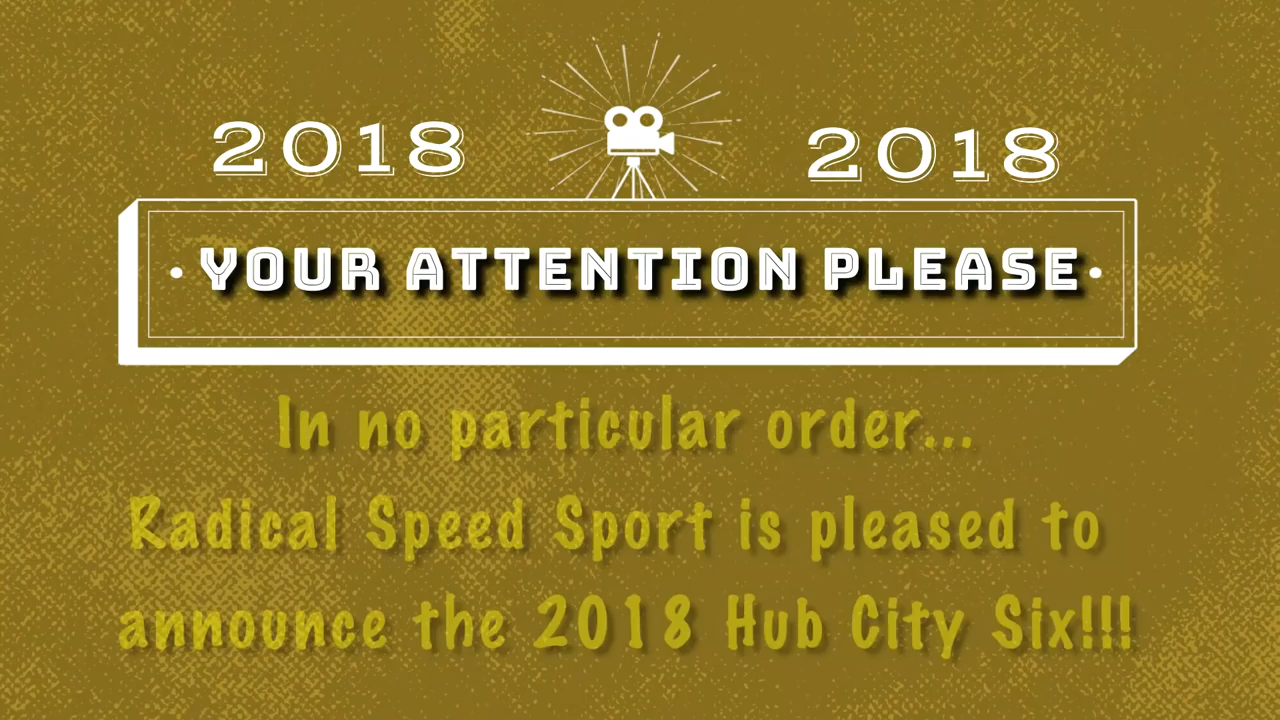 2018 2018
• YOUR ATTENTION PLEASE •
In no particular order...
Radical Speed Sport is pleased to
announce the 2018 Hub City Six!!!